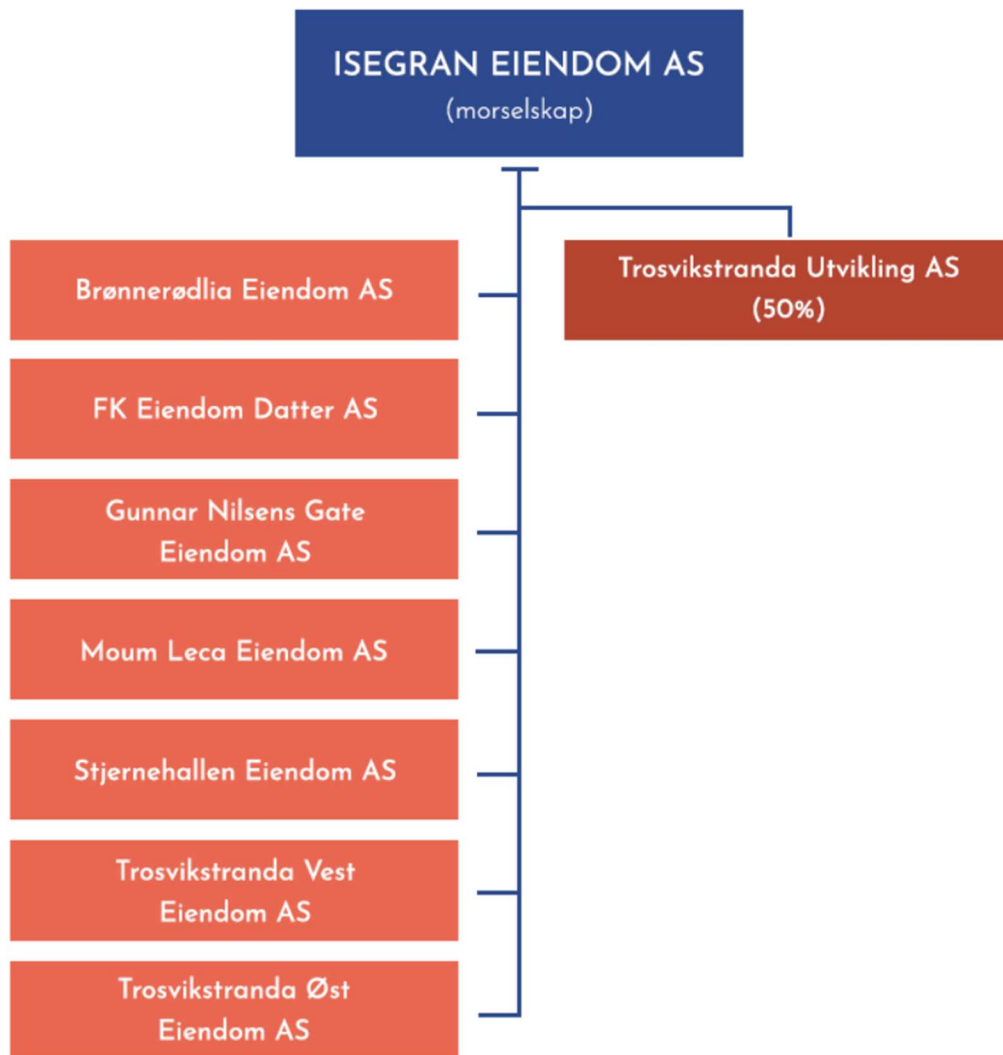 ISEGRAN EIENDOM AS
(morselskap)
Brønnerødlia Eiendom AS
Trosvikstranda Utvikling AS
(50%)
FK Eiendom Datter AS
Gunnar Nilsens Gate
Eiendom AS
Moum Leca Eiendom AS
Stjernehallen Eiendom AS
Trosvikstranda Vest
Eiendom AS
Trosvikstranda Øst
Eiendom AS